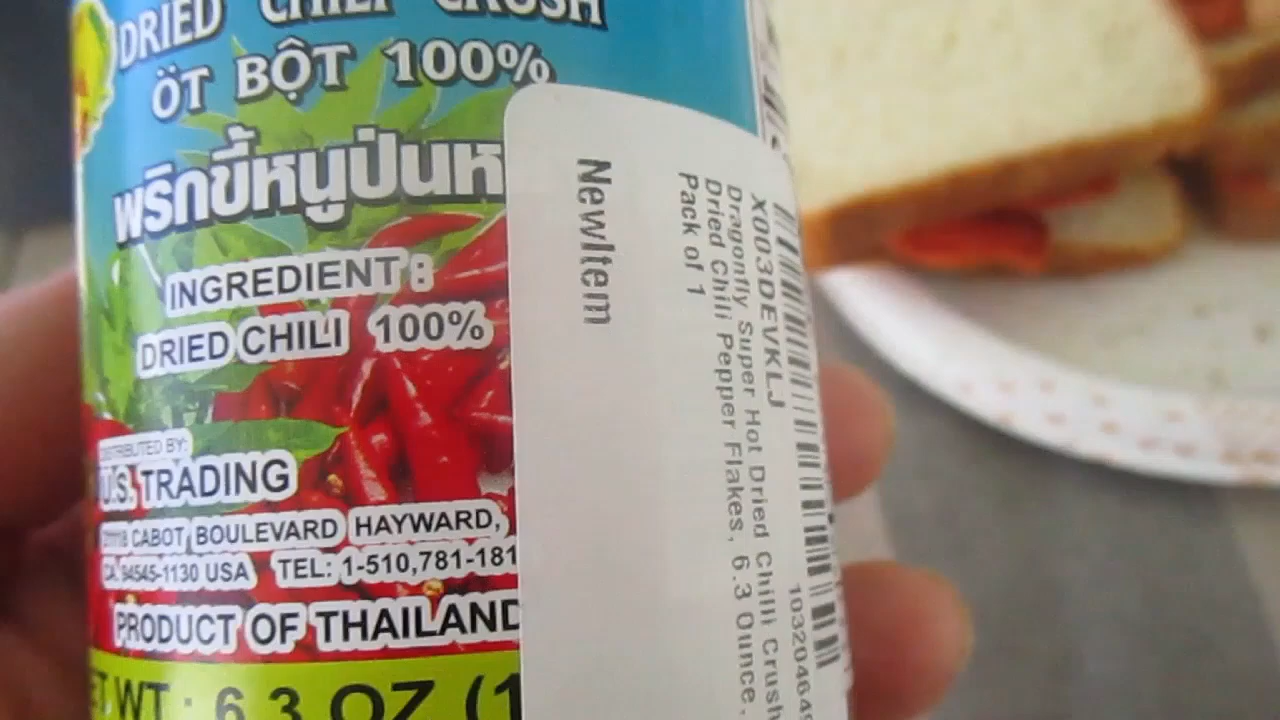 DRIED CHILI CRUSH
ÖT BỘT 100%
พริกขี้หนูป่นห
INGREDIENT :
DRIED CHILI 100%
DISTRIBUTED BY:
U.S. TRADING
CABOT BOULEVARD HAYWARD,
CA. 94545-1130 USA TEL: 1-510,781-181
PRODUCT OF THAILAND
ET WT : 6.3 OZ (1
X003DEVKLJ
Dragonfly Super Hot Dried Chilli Crush
Dried Chili Pepper Flakes, 6.3 Ounce,
Pack of 1
NewItem